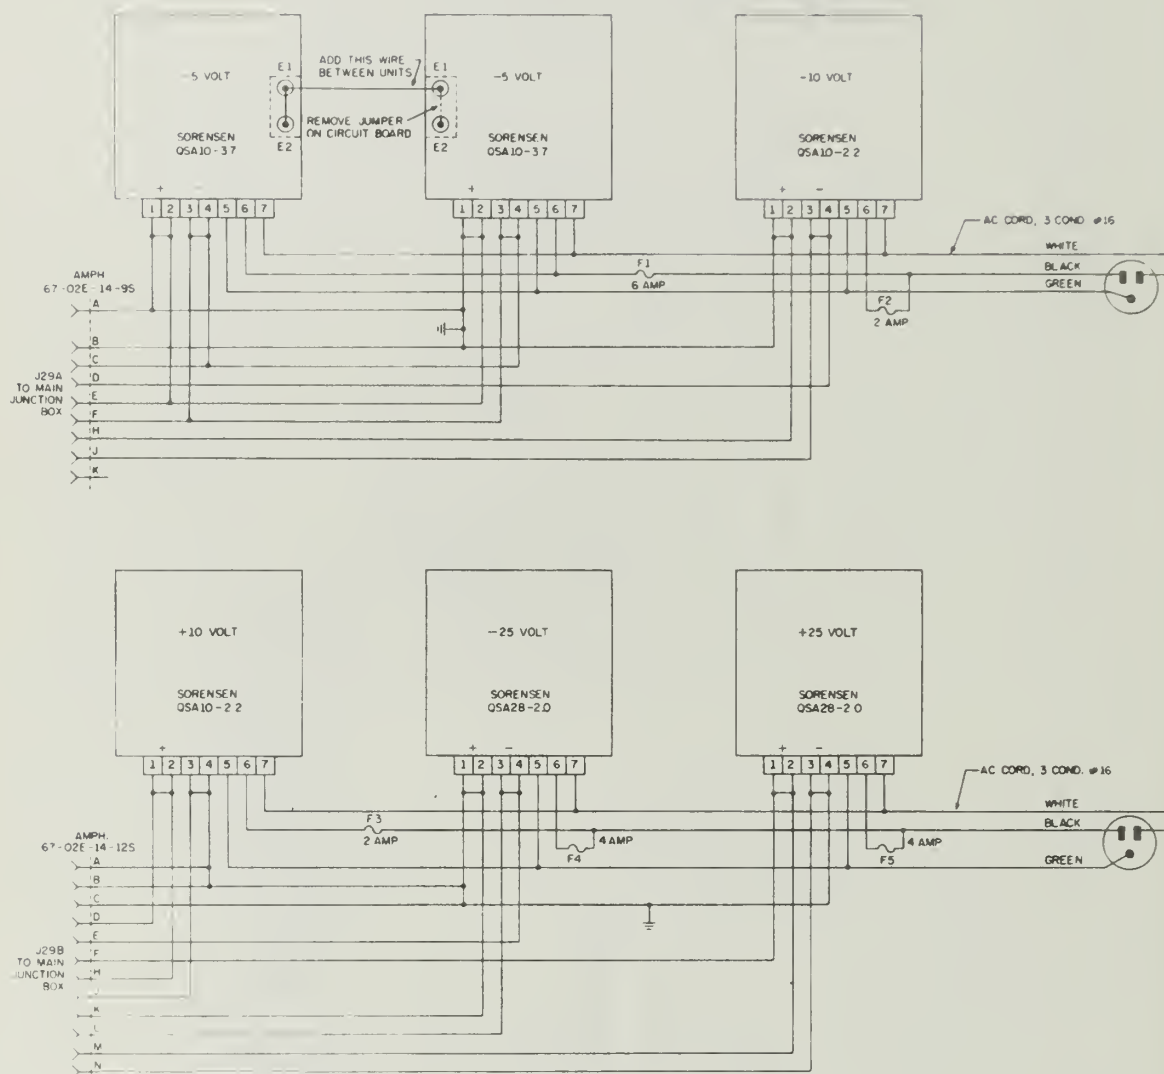 -5 VOLT
SORENSEN
QSA10-3.7
+ -
1 2 3 4 5 6 7
E1
E2
ADD THIS WIRE
BETWEEN UNITS
REMOVE JUMPER
ON CIRCUIT BOARD
E1
E2
-5 VOLT
SORENSEN
QSA10-3.7
+
1 2 3 4 5 6 7
-10 VOLT
SORENSEN
QSA10-2.2
+ -
1 2 3 4 5 6 7
AC CORD, 3 COND #16
WHITE
BLACK
GREEN
F1
6 AMP
F2
2 AMP
AMPH
67-02E-14-9S
A
B
C
D
E
F
H
J
K
J29A
TO MAIN
JUNCTION
BOX
+10 VOLT
SORENSEN
QSA10-2.2
+
1 2 3 4 5 6 7
-25 VOLT
SORENSEN
QSA28-2.0
+ -
1 2 3 4 5 6 7
+25 VOLT
SORENSEN
QSA28-2.0
+ -
1 2 3 4 5 6 7
AC CORD, 3 COND. #16
WHITE
BLACK
GREEN
F3
2 AMP
F4
4 AMP
F5
4 AMP
AMPH.
67-02E-14-12S
A
B
C
D
E
F
H
J
K
L
M
N
J29B
TO MAIN
JUNCTION
BOX